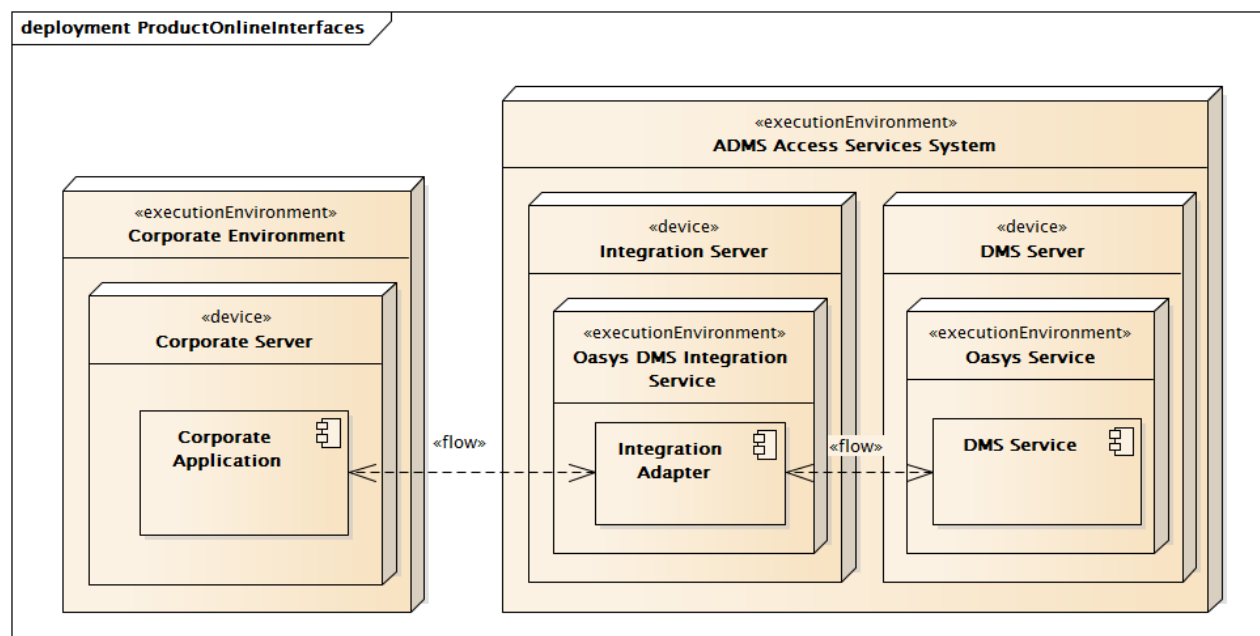 deployment ProductOnlineInterfaces
«executionEnvironment»
ADMS Access Services System
«executionEnvironment»
Corporate Environment
«device»
Integration Server
«device»
DMS Server
«device»
Corporate Server
«executionEnvironment»
Oasys DMS Integration
Service
«executionEnvironment»
Oasys Service
Corporate
Application
«flow»
Integration
Adapter
«flow»
DMS Service